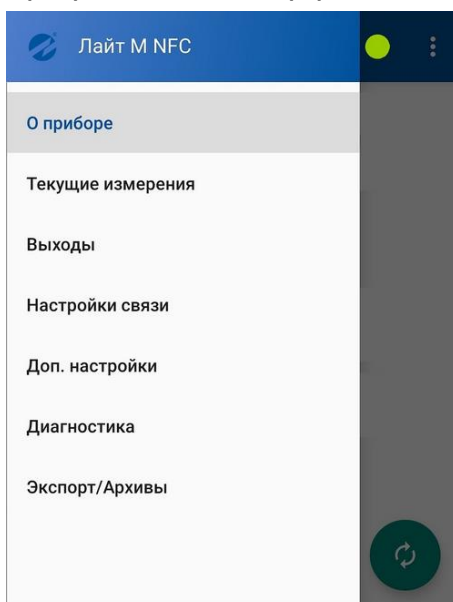 Лайт М NFC
О приборе
Текущие измерения
Выходы
Настройки связи
Доп. настройки
Диагностика
Экспорт/Архивы